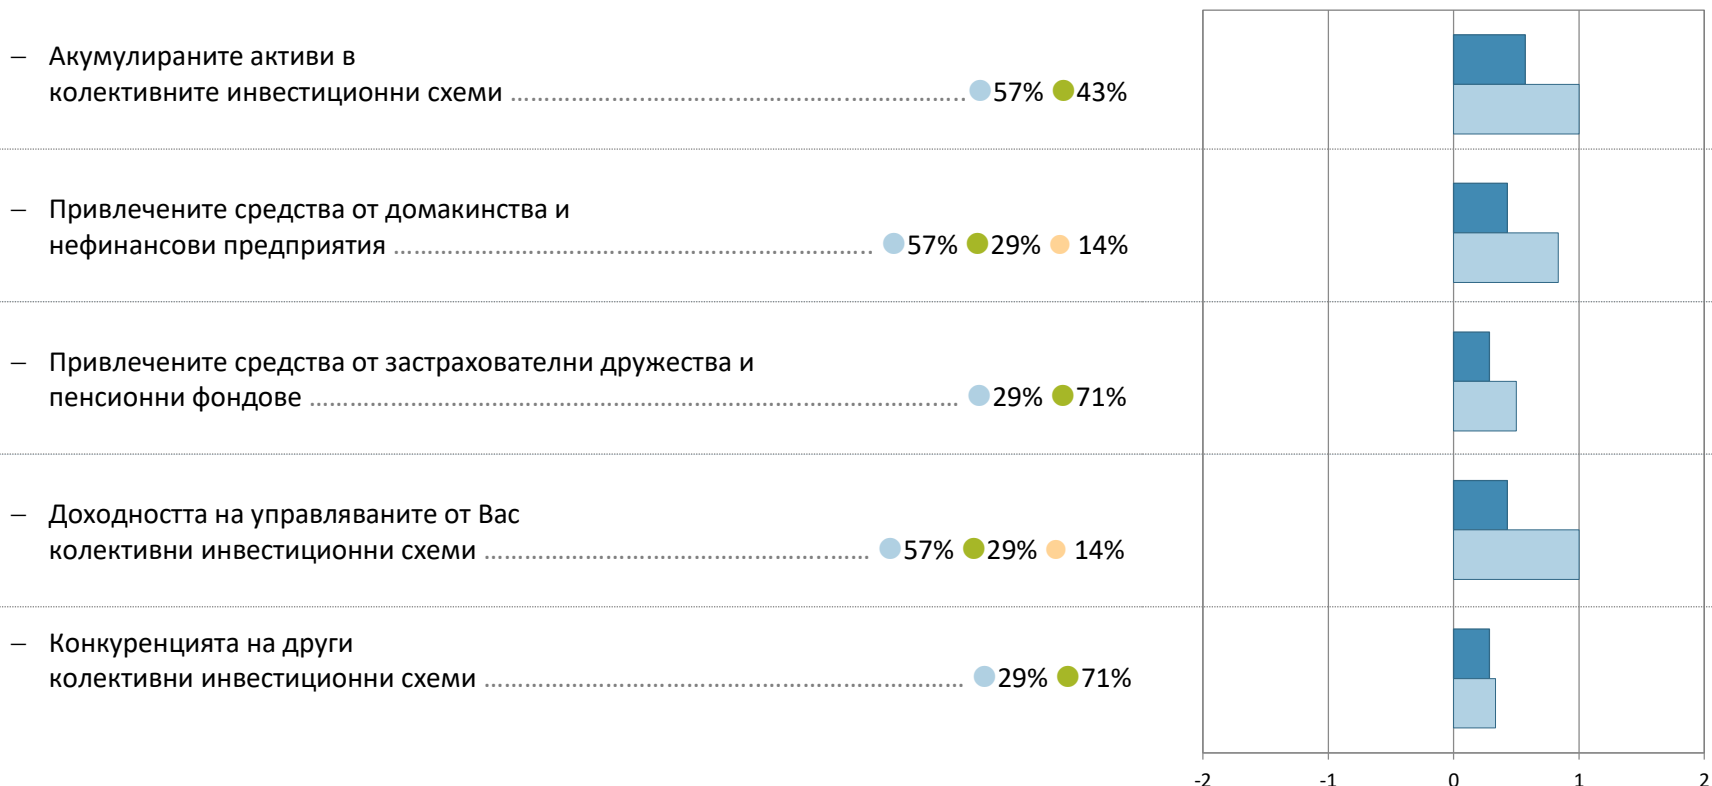 – Акумулираните активи в
колективните инвестиционни схеми ........................................................................ 57% 43%
– Привлечените средства от домакинства и
нефинансови предприятия ........................................................................ 57% 29% 14%
– Привлечените средства от застрахователни дружества и
пенсионни фондове ........................................................................ 29% 71%
– Доходността на управляваните от Вас
колективни инвестиционни схеми ........................................................................ 57% 29% 14%
– Конкуренцията на други
колективни инвестиционни схеми ........................................................................ 29% 71%
-2 -1 0 1 2